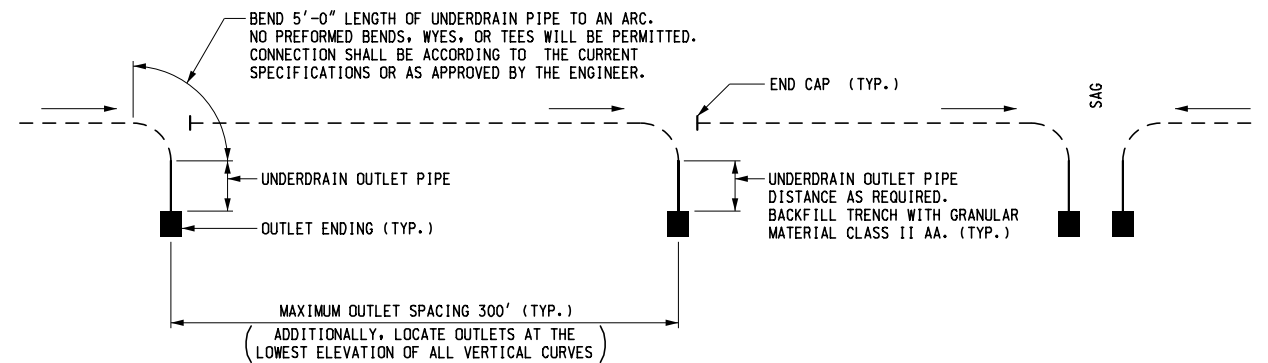 BEND 5'-0" LENGTH OF UNDERDRAIN PIPE TO AN ARC.
NO PREFORMED BENDS, WYES, OR TEES WILL BE PERMITTED.
CONNECTION SHALL BE ACCORDING TO THE CURRENT
SPECIFICATIONS OR AS APPROVED BY THE ENGINEER.
END CAP (TYP.)
SAG
UNDERDRAIN OUTLET PIPE
OUTLET ENDING (TYP.)
UNDERDRAIN OUTLET PIPE
DISTANCE AS REQUIRED.
BACKFILL TRENCH WITH GRANULAR
MATERIAL CLASS II AA. (TYP.)
MAXIMUM OUTLET SPACING 300' (TYP.)
(ADDITIONALLY, LOCATE OUTLETS AT THE
LOWEST ELEVATION OF ALL VERTICAL CURVES)